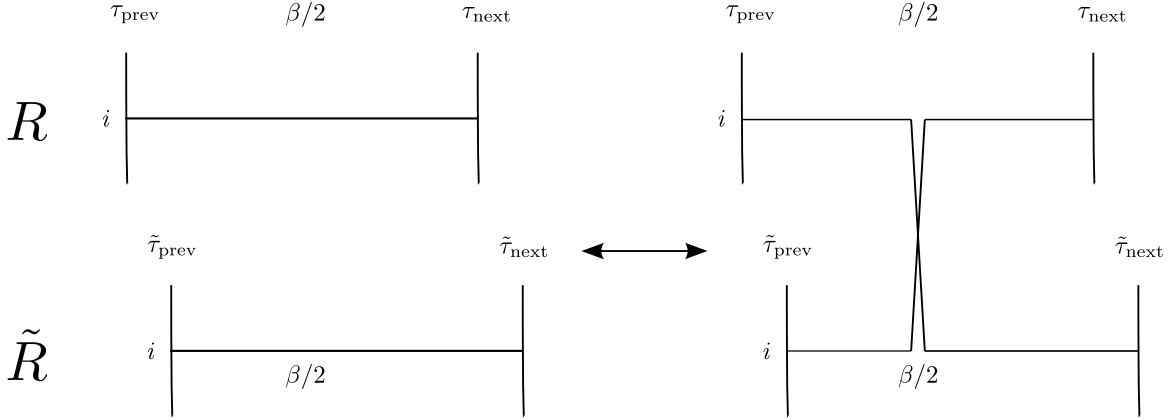 τ_prev β/2 τ_next τ_prev β/2 τ_next
R i i
τ̃_prev τ̃_next τ̃_prev τ̃_next
R̃ i i
β/2 β/2